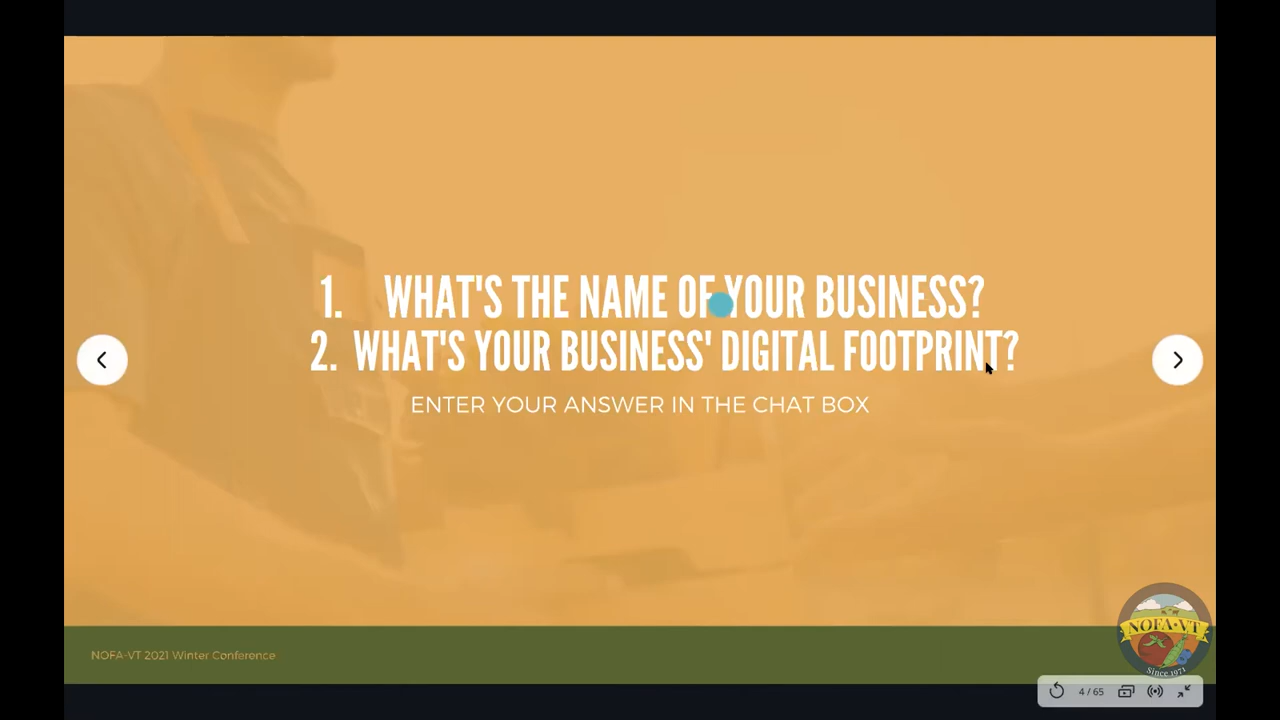 1. WHAT'S THE NAME OF YOUR BUSINESS?
2. WHAT'S YOUR BUSINESS' DIGITAL FOOTPRINT?
ENTER YOUR ANSWER IN THE CHAT BOX
NOFA-VT 2021 Winter Conference
NOFA-VT
Since 1971
4 / 65